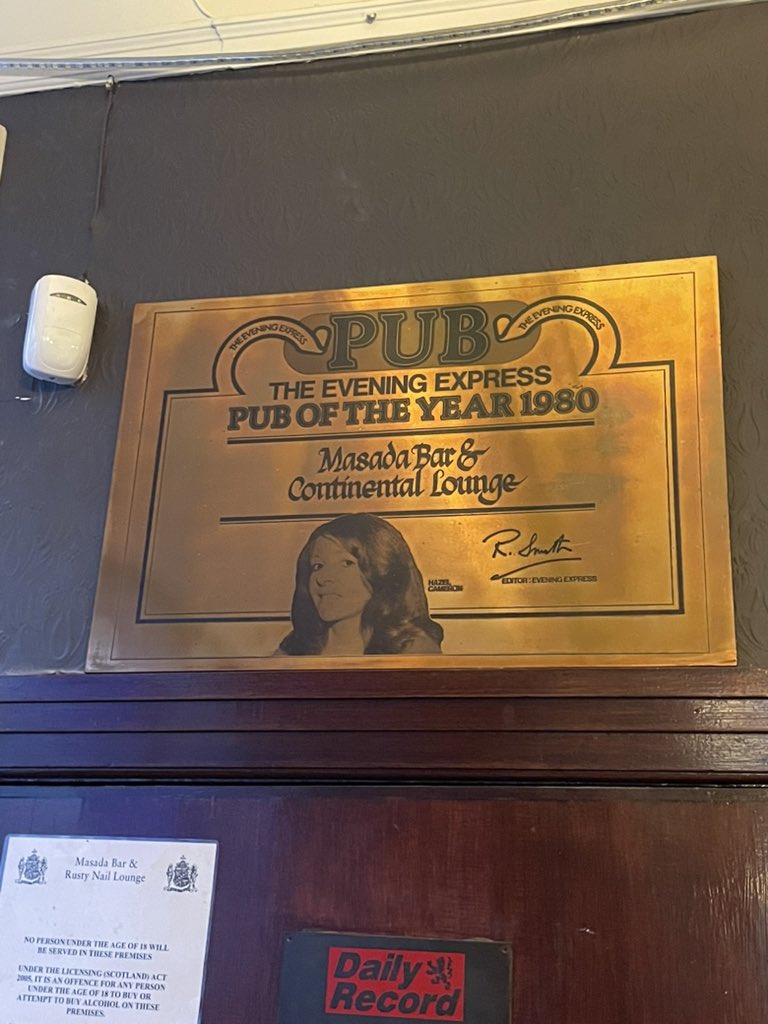 THE EVENING EXPRESS
PUB
THE EVENING EXPRESS
THE EVENING EXPRESS
PUB OF THE YEAR 1980
Masada Bar &
Continental Lounge
R. Smith
HAZEL
CAMERON
EDITOR: EVENING EXPRESS
Masada Bar &
Rusty Nail Lounge
NO PERSON UNDER THE AGE OF 18 WILL
BE SERVED IN THESE PREMISES
UNDER THE LICENSING (SCOTLAND) ACT
2005, IT IS AN OFFENCE FOR ANY PERSON
UNDER THE AGE OF 18 TO BUY OR
ATTEMPT TO BUY ALCOHOL ON THESE
PREMISES.
Daily
Record